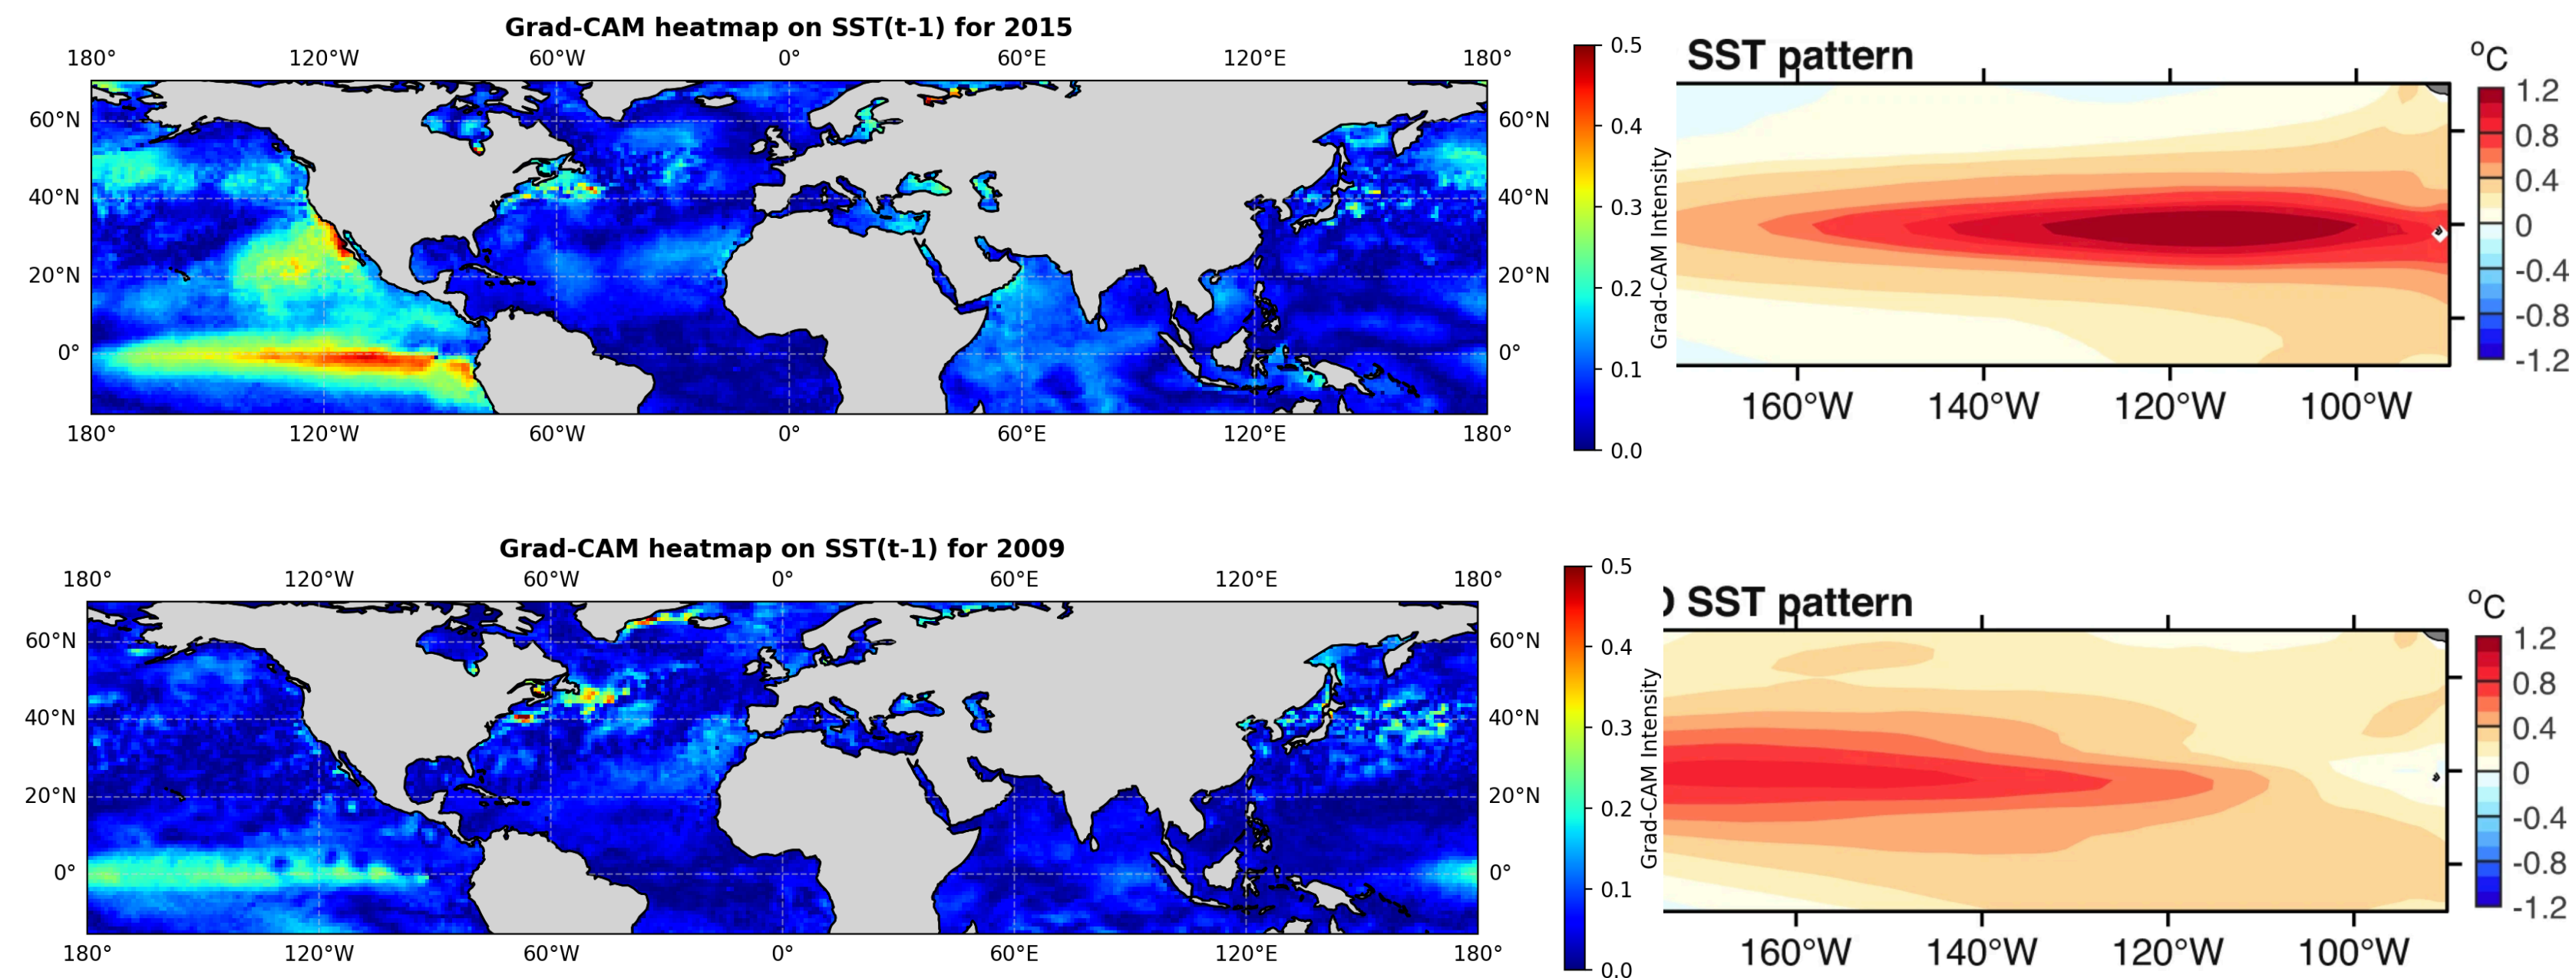 Grad-CAM heatmap on SST(t-1) for 2015
180° 120°W 60°W 0° 60°E 120°E 180°
60°N 60°N
40°N 40°N
20°N 20°N
0° 0°
180° 120°W 60°W 0° 60°E 120°E 180°
0.5
0.4
0.3
0.2
0.1
0.0
Grad-CAM Intensity
SST pattern
°C
1.2
0.8
0.4
0
-0.4
-0.8
-1.2
160°W 140°W 120°W 100°W
Grad-CAM heatmap on SST(t-1) for 2009
180° 120°W 60°W 0° 60°E 120°E 180°
60°N 60°N
40°N 40°N
20°N 20°N
0° 0°
180° 120°W 60°W 0° 60°E 120°E 180°
0.5
0.4
0.3
0.2
0.1
0.0
Grad-CAM Intensity
SST pattern
°C
1.2
0.8
0.4
0
-0.4
-0.8
-1.2
160°W 140°W 120°W 100°W